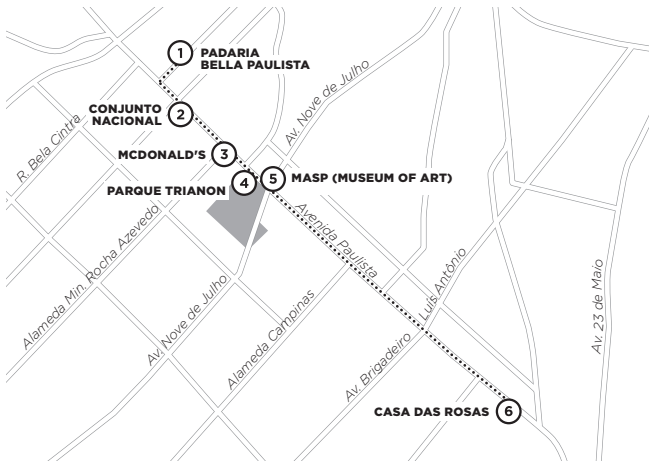 1
PADARIA
BELLA PAULISTA
CONJUNTO
NACIONAL
2
MCDONALD'S
3
PARQUE TRIANON
4
5
MASP (MUSEUM OF ART)
Av. Nove de Julho
R. Bela Cintra
Alameda Min. Rocha Azevedo
Avenida Paulista
Av. Nove de Julho
Alameda Campinas
Av. Brigadeiro
Luís Antônio
Av. 23 de Maio
CASA DAS ROSAS
6